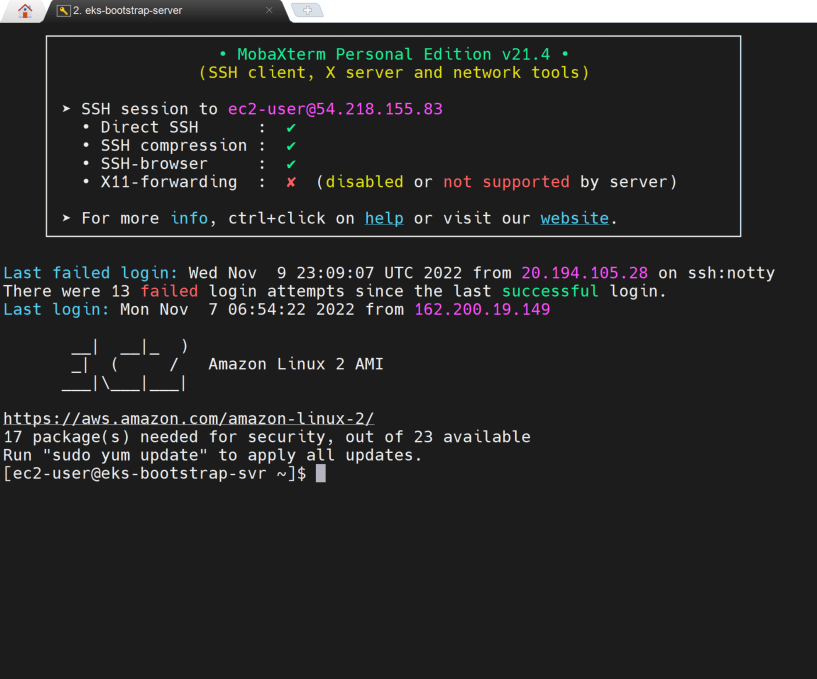 2. eks-bootstrap-server
• MobaXterm Personal Edition v21.4 •
(SSH client, X server and network tools)
➤ SSH session to ec2-user@54.218.155.83
• Direct SSH : ✔
• SSH compression : ✔
• SSH-browser : ✔
• X11-forwarding : ✘ (disabled or not supported by server)
➤ For more info, ctrl+click on help or visit our website.
Last failed login: Wed Nov  9 23:09:07 UTC 2022 from 20.194.105.28 on ssh:notty
There were 13 failed login attempts since the last successful login.
Last login: Mon Nov  7 06:54:22 2022 from 162.200.19.149
__|  __|_  )
_|  (     /   Amazon Linux 2 AMI
___|\___|___|
https://aws.amazon.com/amazon-linux-2/
17 package(s) needed for security, out of 23 available
Run "sudo yum update" to apply all updates.
[ec2-user@eks-bootstrap-svr ~]$